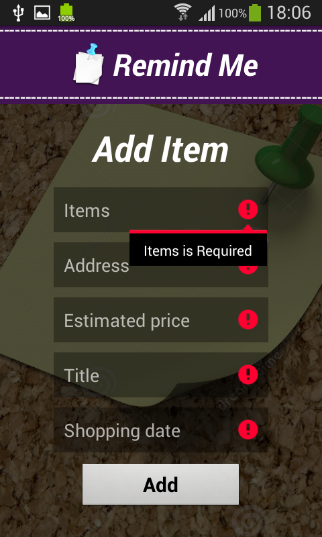 100% 100% 18:06
Remind Me
Add Item
Items
Items is Required
Address
Estimated price
Title
Shopping date
Add